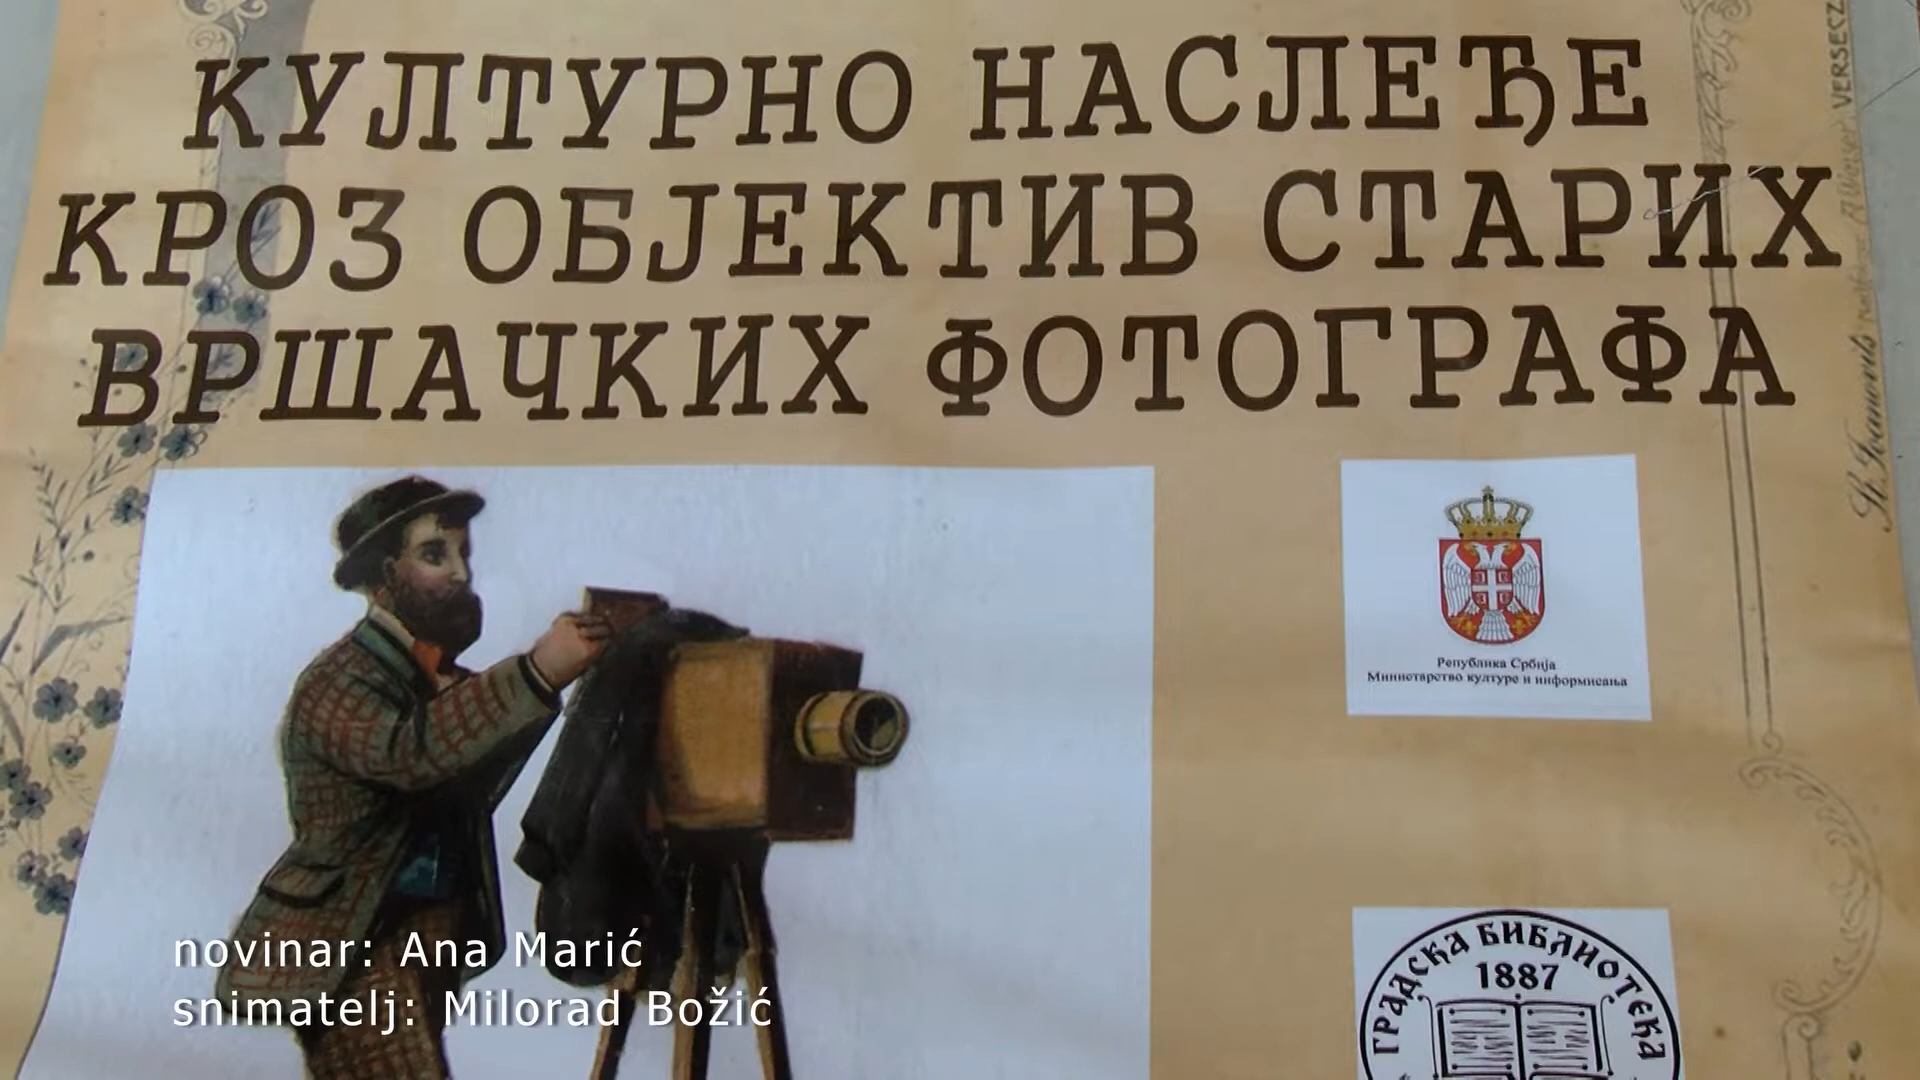 КУЛТУРНО НАСЛЕЂЕ
КРОЗ ОБЈЕКТИВ СТАРИХ
ВРШАЧКИХ ФОТОГРАФА
VERSECZ
Република Србија
Министарство културе и информисања
ГРАДСКА БИБЛИОТЕКА
1887
novinar: Ana Marić
snimatelj: Milorad Božić